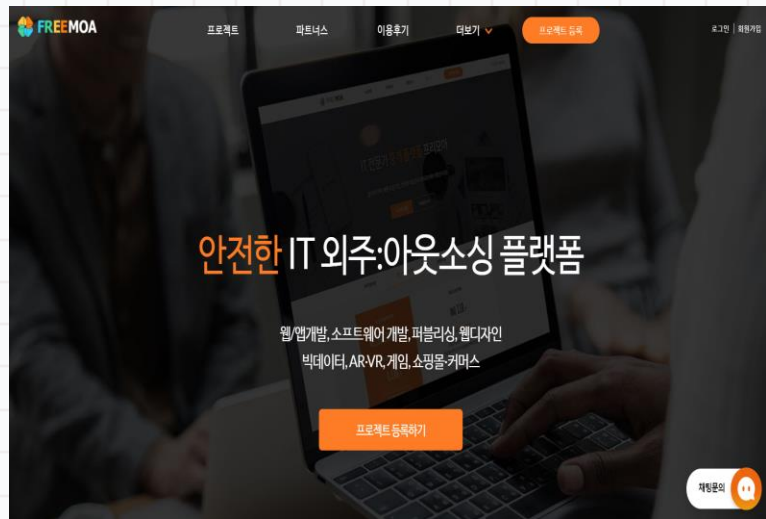 FREEMOA
프로젝트
파트너스
이용후기
더보기
프로젝트 등록
로그인 | 회원가입
안전한 IT 외주:아웃소싱 플랫폼
웹/앱개발, 소프트웨어 개발, 퍼블리싱, 웹디자인
빅데이터, AR·VR, 게임, 쇼핑몰·커머스
프로젝트 등록하기
채팅문의